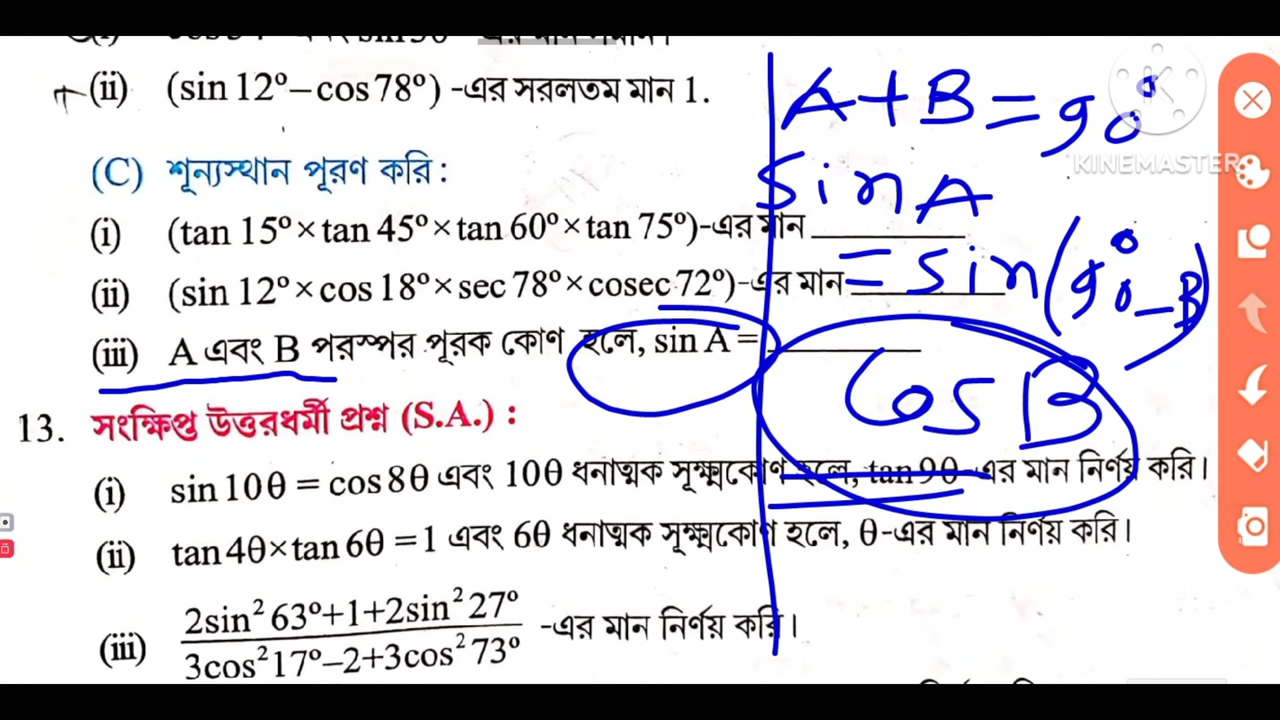 (ii) (sin 12° – cos 78°) -এর সরলতম মান 1.
(C) শূন্যস্থান পূরণ করি :
(i) (tan 15° × tan 45° × tan 60° × tan 75°)-এর মান
(ii) (sin 12° × cos 18° × sec 78° × cosec 72°)-এর মান
(iii) A এবং B পরস্পর পূরক কোণ হলে, sin A =
13. সংক্ষিপ্ত উত্তরধর্মী প্রশ্ন (S.A.) :
(i) sin 10θ = cos 8θ এবং 10θ ধনাত্মক সূক্ষ্মকোণ হলে, tan 9θ -এর মান নির্ণয় করি।
(ii) tan 4θ × tan 6θ = 1 এবং 6θ ধনাত্মক সূক্ষ্মকোণ হলে, θ-এর মান নির্ণয় করি।
(iii) 2sin² 63° + 1 + 2sin² 27°
3cos² 17° – 2 + 3cos² 73° -এর মান নির্ণয় করি।
A + B = 90°
sin A
= sin (90° – B)
Cos B
KINEMASTER